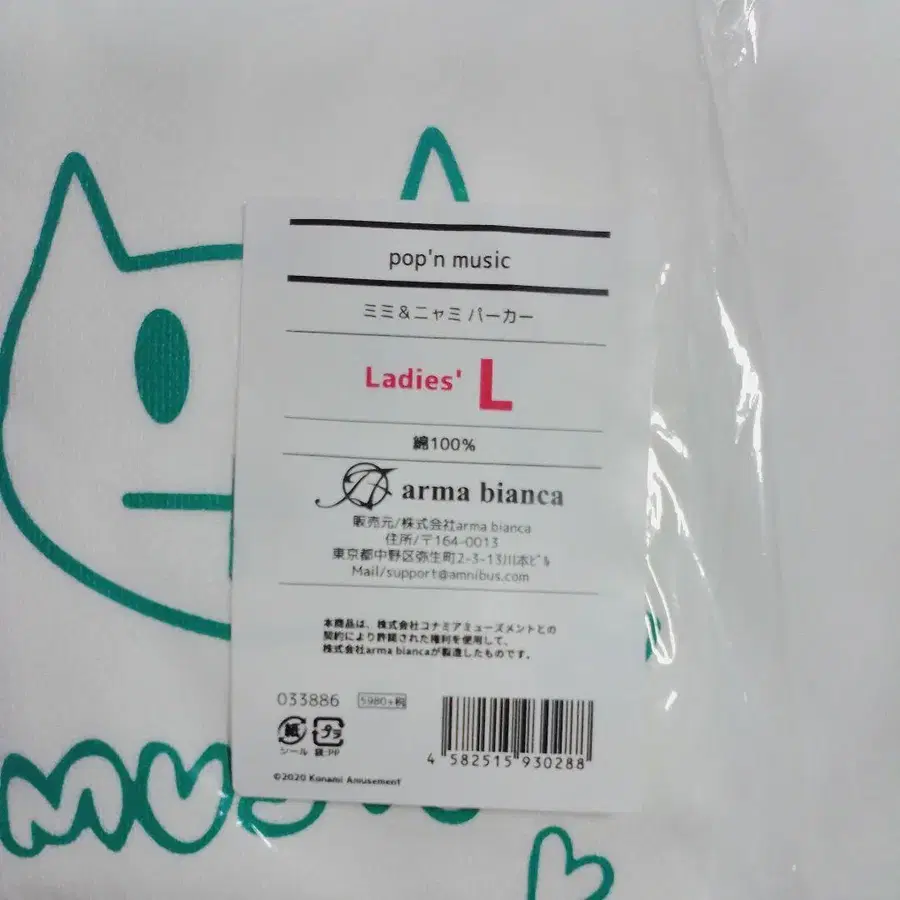 pop'n music
ミミ&ニャミ パーカー
Ladies' L
綿100%
arma bianca
販売元/株式会社arma bianca
住所/〒164-0013
東京都中野区弥生町2-3-13川本ビル
Mail/support@amnibus.com
本商品は、株式会社コナミアミューズメントとの
契約により許諾された権利を使用して、
株式会社arma biancaが製造したものです。
033886 5980+税
紙 プラ
シール 袋:PP
4 582515 930288
©2020 Konami Amusement
MUS